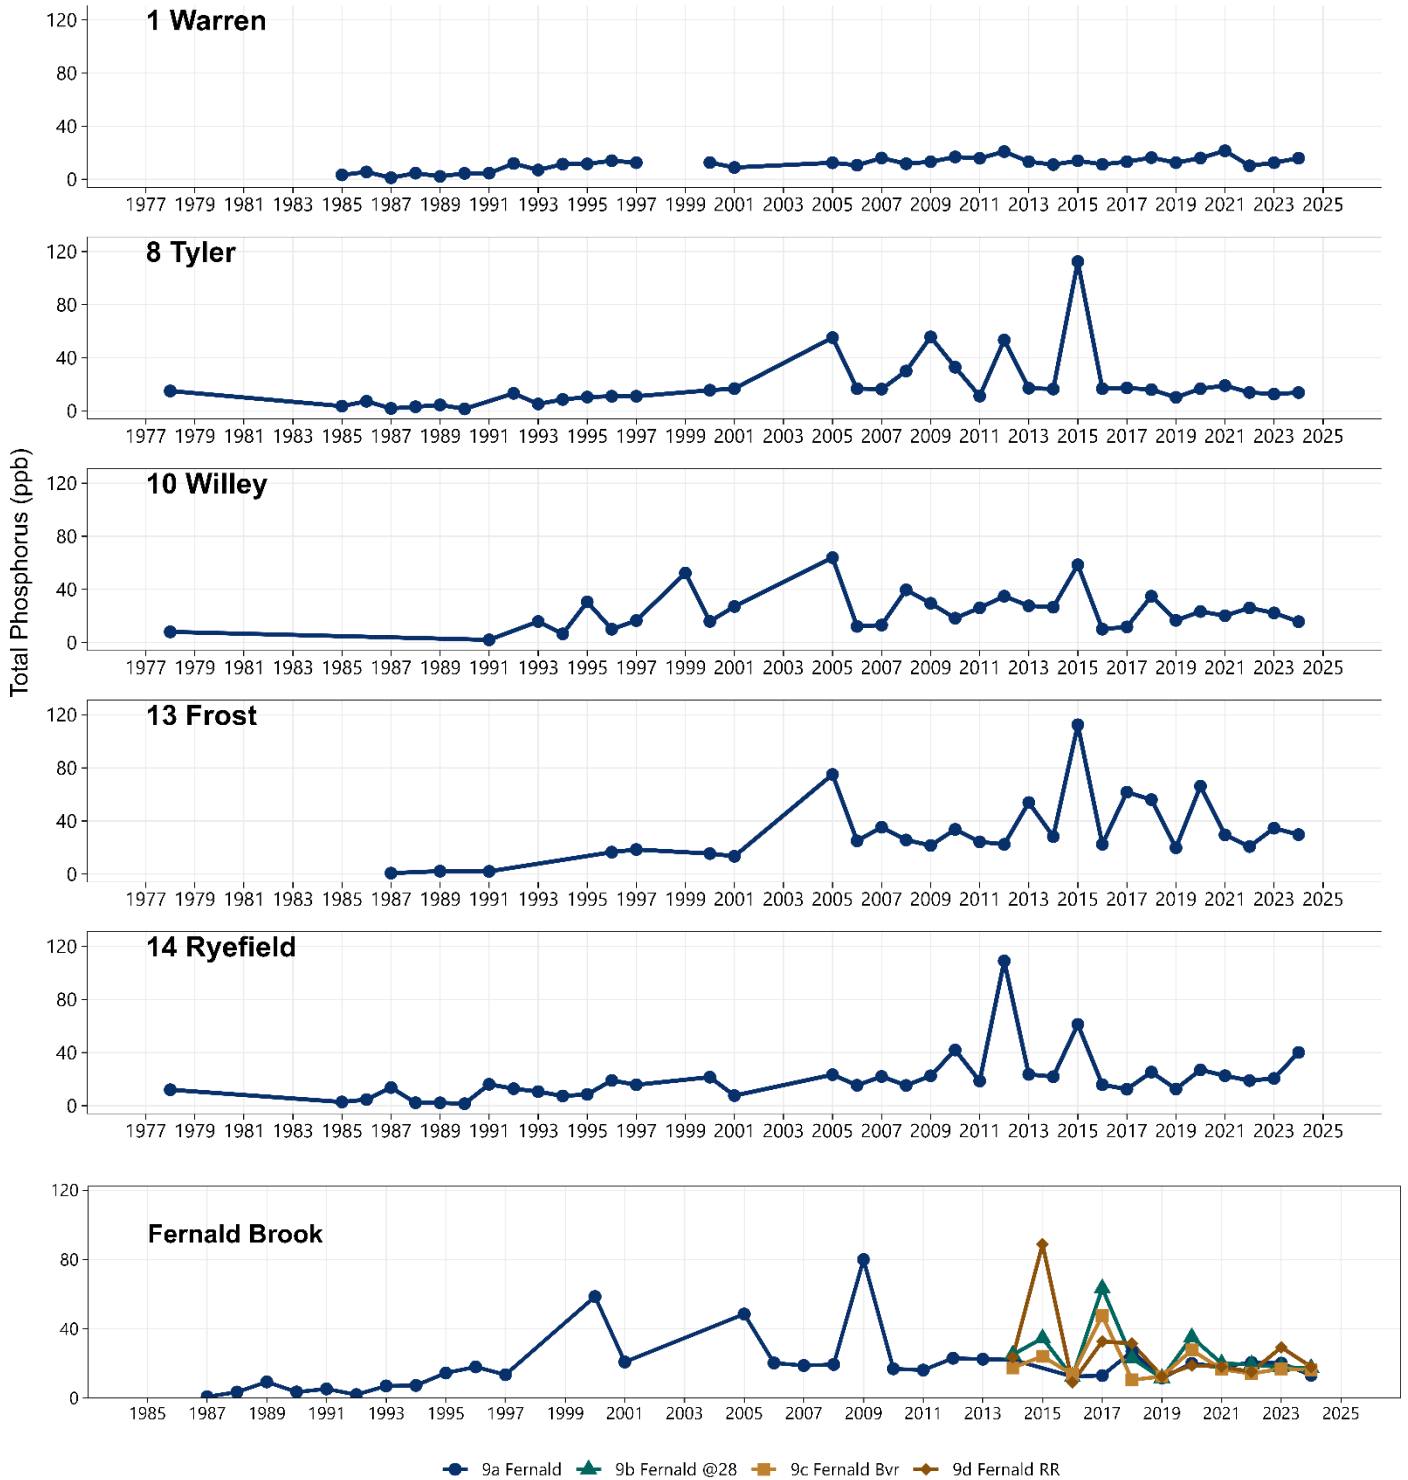 Total Phosphorus (ppb)
1 Warren
120
80
40
0
1977 1979 1981 1983 1985 1987 1989 1991 1993 1995 1997 1999 2001 2003 2005 2007 2009 2011 2013 2015 2017 2019 2021 2023 2025
8 Tyler
120
80
40
0
1977 1979 1981 1983 1985 1987 1989 1991 1993 1995 1997 1999 2001 2003 2005 2007 2009 2011 2013 2015 2017 2019 2021 2023 2025
10 Willey
120
80
40
0
1977 1979 1981 1983 1985 1987 1989 1991 1993 1995 1997 1999 2001 2003 2005 2007 2009 2011 2013 2015 2017 2019 2021 2023 2025
13 Frost
120
80
40
0
1977 1979 1981 1983 1985 1987 1989 1991 1993 1995 1997 1999 2001 2003 2005 2007 2009 2011 2013 2015 2017 2019 2021 2023 2025
14 Ryefield
120
80
40
0
1977 1979 1981 1983 1985 1987 1989 1991 1993 1995 1997 1999 2001 2003 2005 2007 2009 2011 2013 2015 2017 2019 2021 2023 2025
Fernald Brook
120
80
40
0
1985 1987 1989 1991 1993 1995 1997 1999 2001 2003 2005 2007 2009 2011 2013 2015 2017 2019 2021 2023 2025
9a Fernald 9b Fernald @28 9c Fernald Bvr 9d Fernald RR